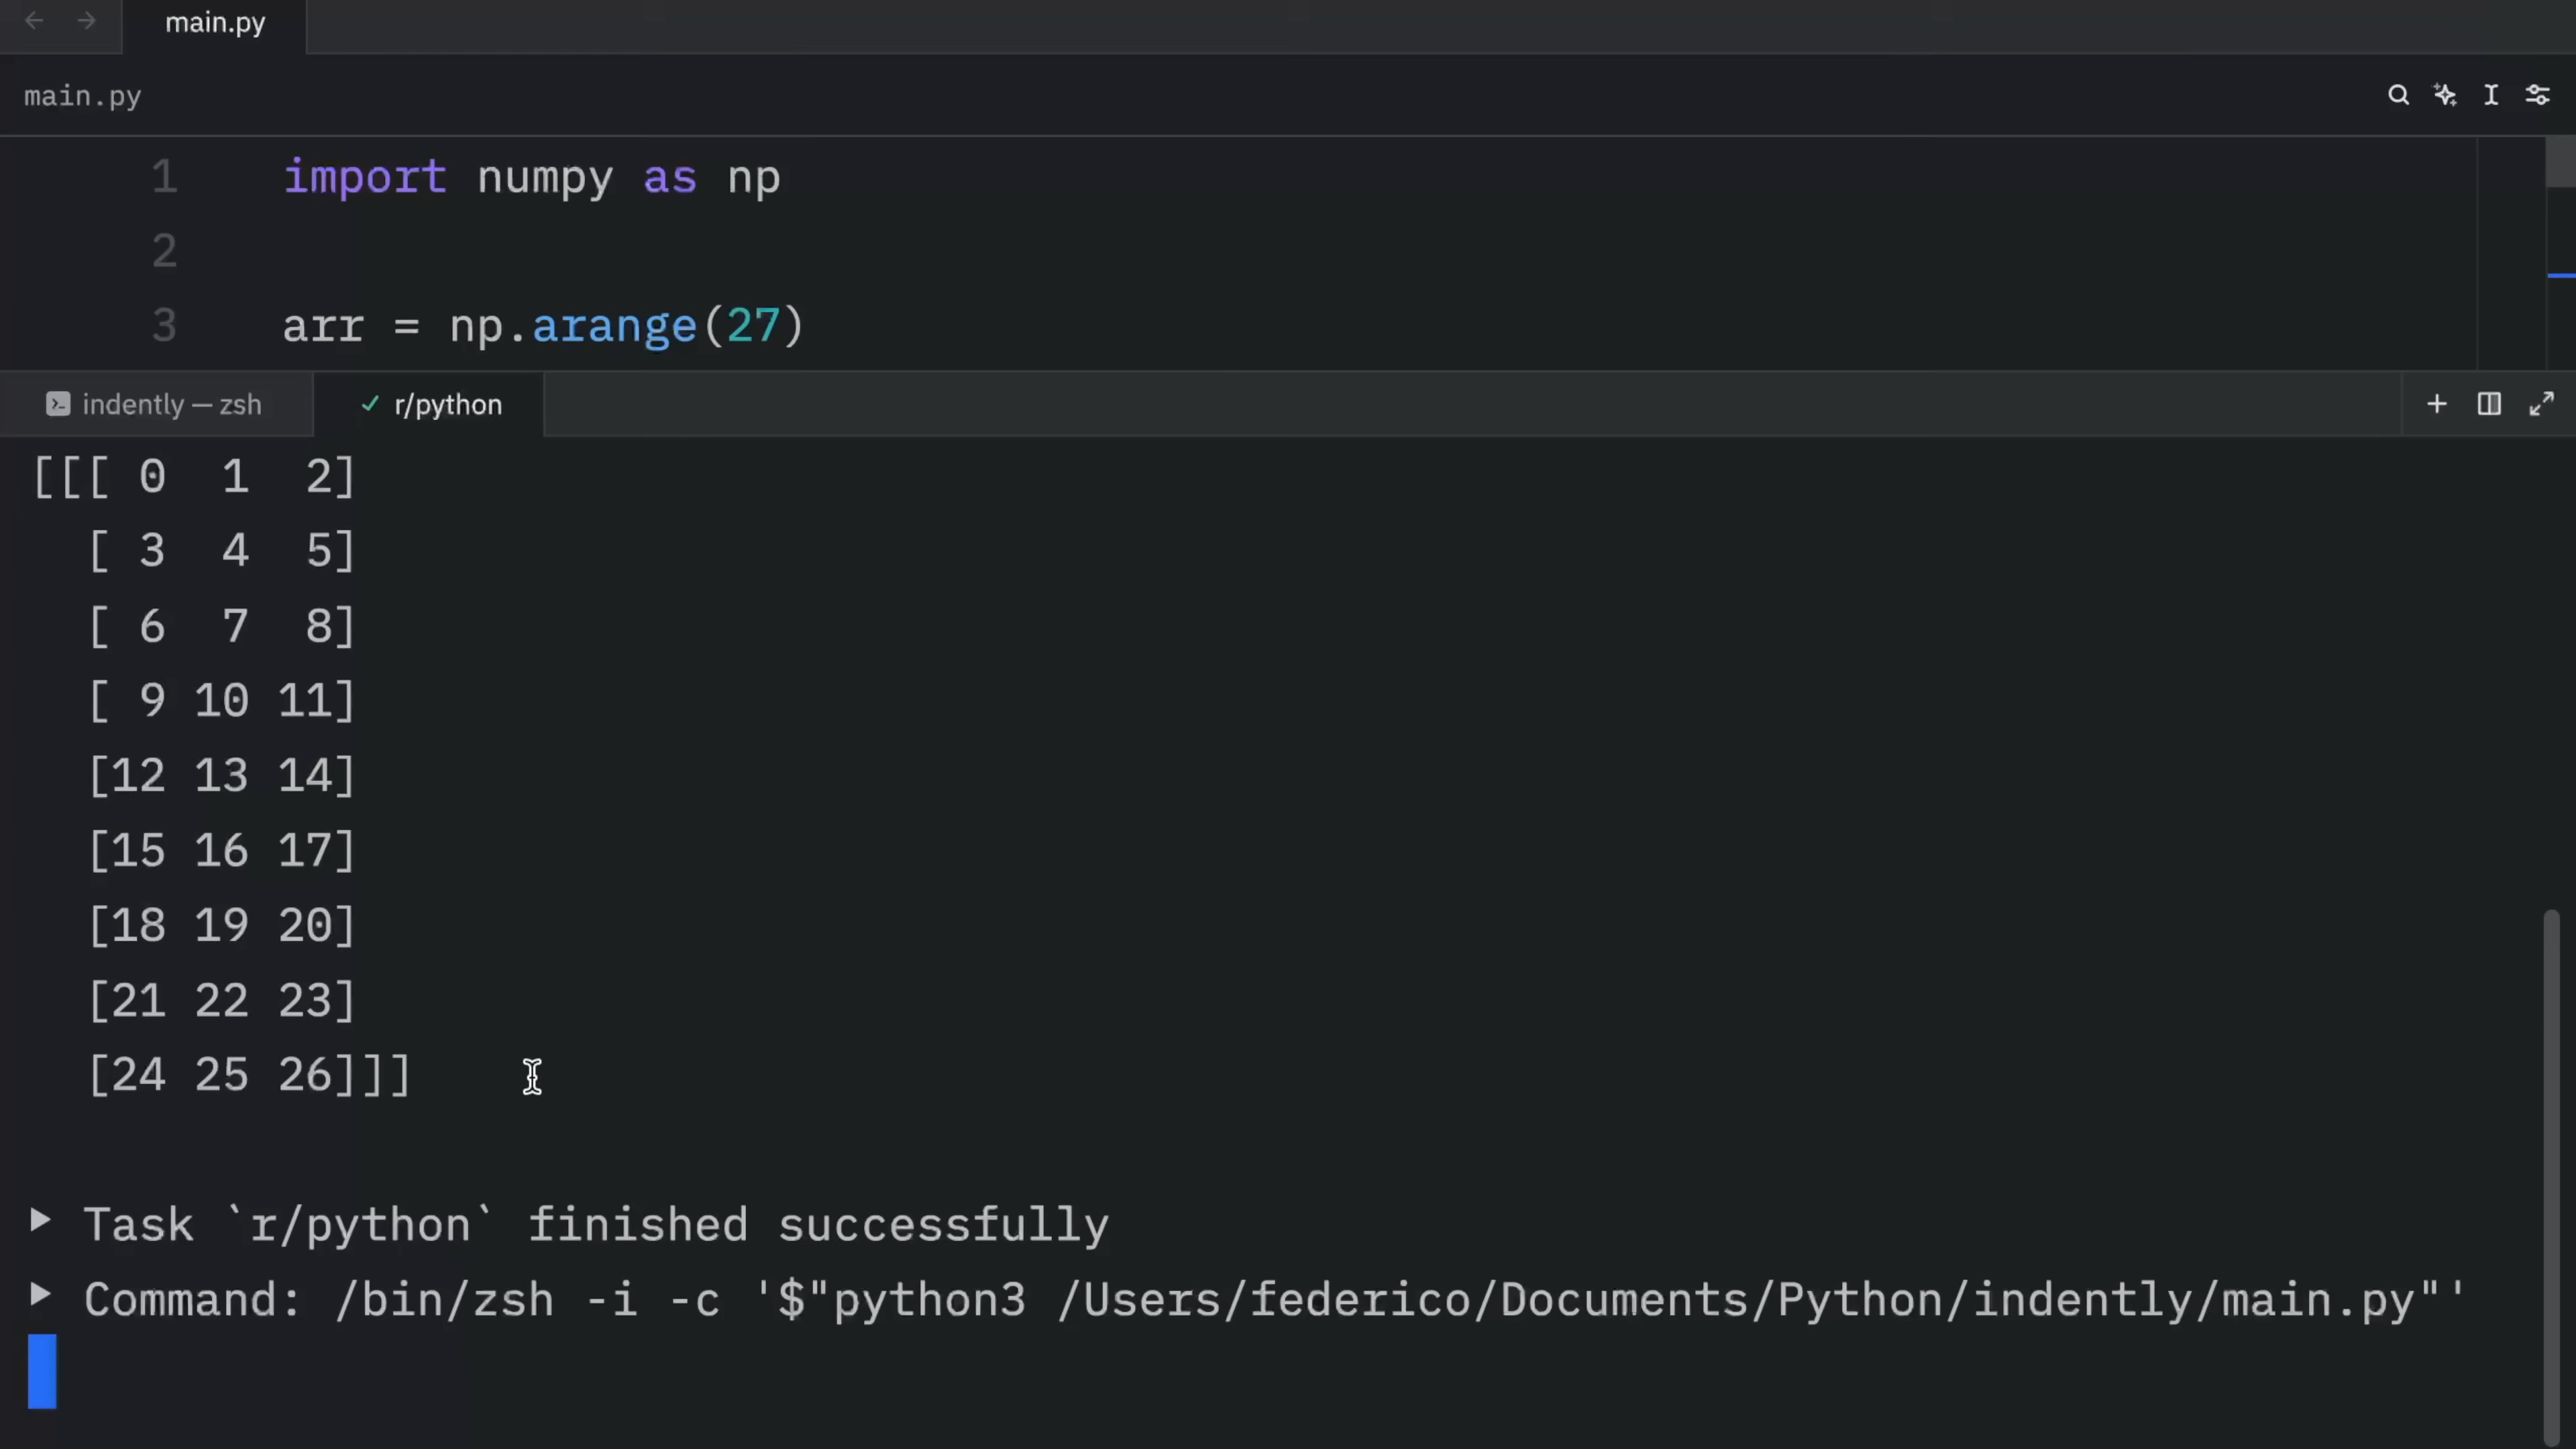 main.py
main.py
1 import numpy as np
2
3 arr = np.arange(27)
indently — zsh
r/python
[[[ 0  1  2]
[ 3  4  5]
[ 6  7  8]
[ 9 10 11]
[12 13 14]
[15 16 17]
[18 19 20]
[21 22 23]
[24 25 26]]]
Task `r/python` finished successfully
Command: /bin/zsh -i -c '$"python3 /Users/federico/Documents/Python/indently/main.py"'